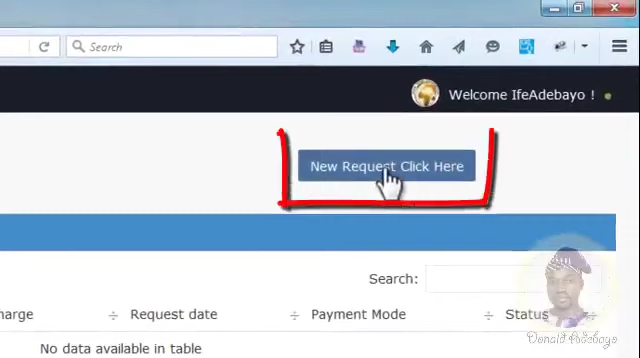 Search
Welcome IfeAdebayo !
New Request Click Here
Search:
harge
Request date
Payment Mode
Status
No data available in table
Donald Adebayo